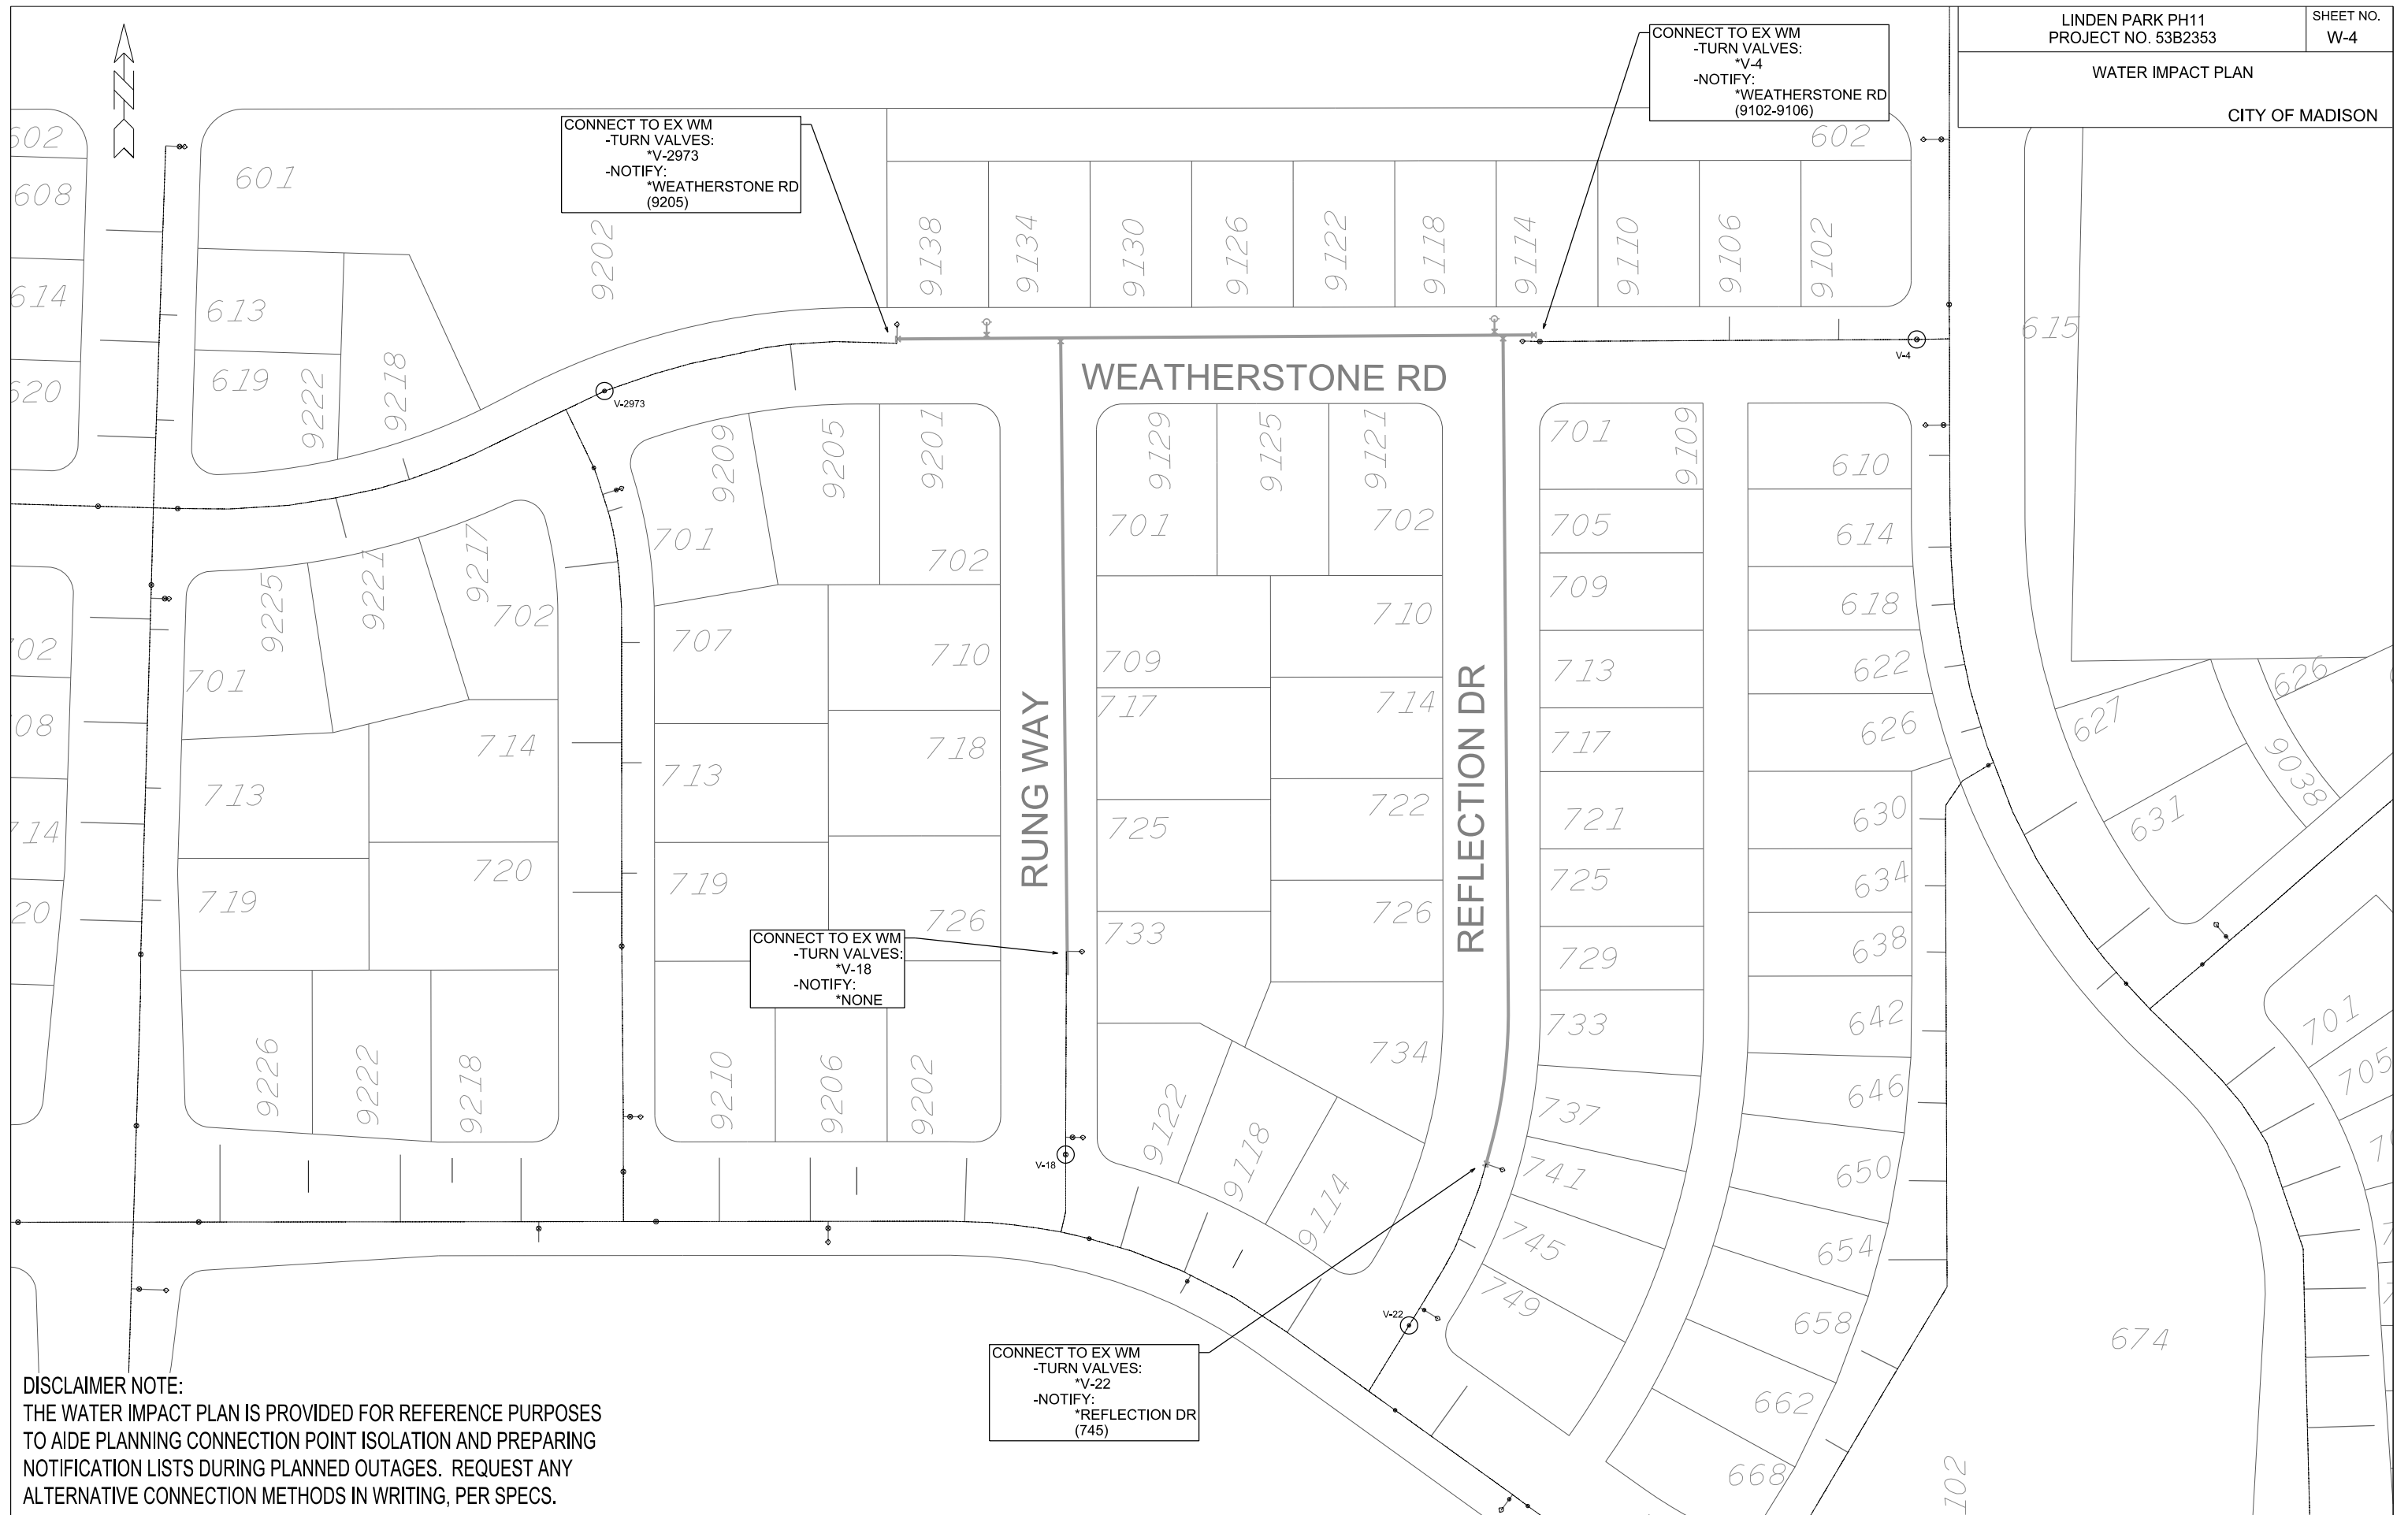 LINDEN PARK PH11
PROJECT NO. 53B2353
SHEET NO.
W-4
WATER IMPACT PLAN
CITY OF MADISON
N
CONNECT TO EX WM
-TURN VALVES:
*V-2973
-NOTIFY:
*WEATHERSTONE RD
(9205)
CONNECT TO EX WM
-TURN VALVES:
*V-4
-NOTIFY:
*WEATHERSTONE RD
(9102-9106)
602
608
614
620
601
613
619
9222
9218
9202
9138
9134
9130
9126
9122
9118
9114
9110
9106
9102
602
615
V-2973
V-4
WEATHERSTONE RD
702
708
714
720
701
9225
9221
9217
702
713
714
719
720
9226
9222
9218
701
9209
9205
9201
702
707
710
713
718
719
726
9210
9206
9202
RUNG WAY
701
9129
9125
9121
702
709
710
717
714
725
722
733
726
734
9122
9118
9114
REFLECTION DR
701
9109
705
709
713
717
721
725
729
733
737
741
745
749
610
614
618
622
626
630
634
638
642
646
650
654
658
662
668
627
631
626
9038
701
705
674
102
CONNECT TO EX WM
-TURN VALVES:
*V-18
-NOTIFY:
*NONE
V-18
CONNECT TO EX WM
-TURN VALVES:
*V-22
-NOTIFY:
*REFLECTION DR
(745)
V-22
DISCLAIMER NOTE:
THE WATER IMPACT PLAN IS PROVIDED FOR REFERENCE PURPOSES
TO AIDE PLANNING CONNECTION POINT ISOLATION AND PREPARING
NOTIFICATION LISTS DURING PLANNED OUTAGES. REQUEST ANY
ALTERNATIVE CONNECTION METHODS IN WRITING, PER SPECS.